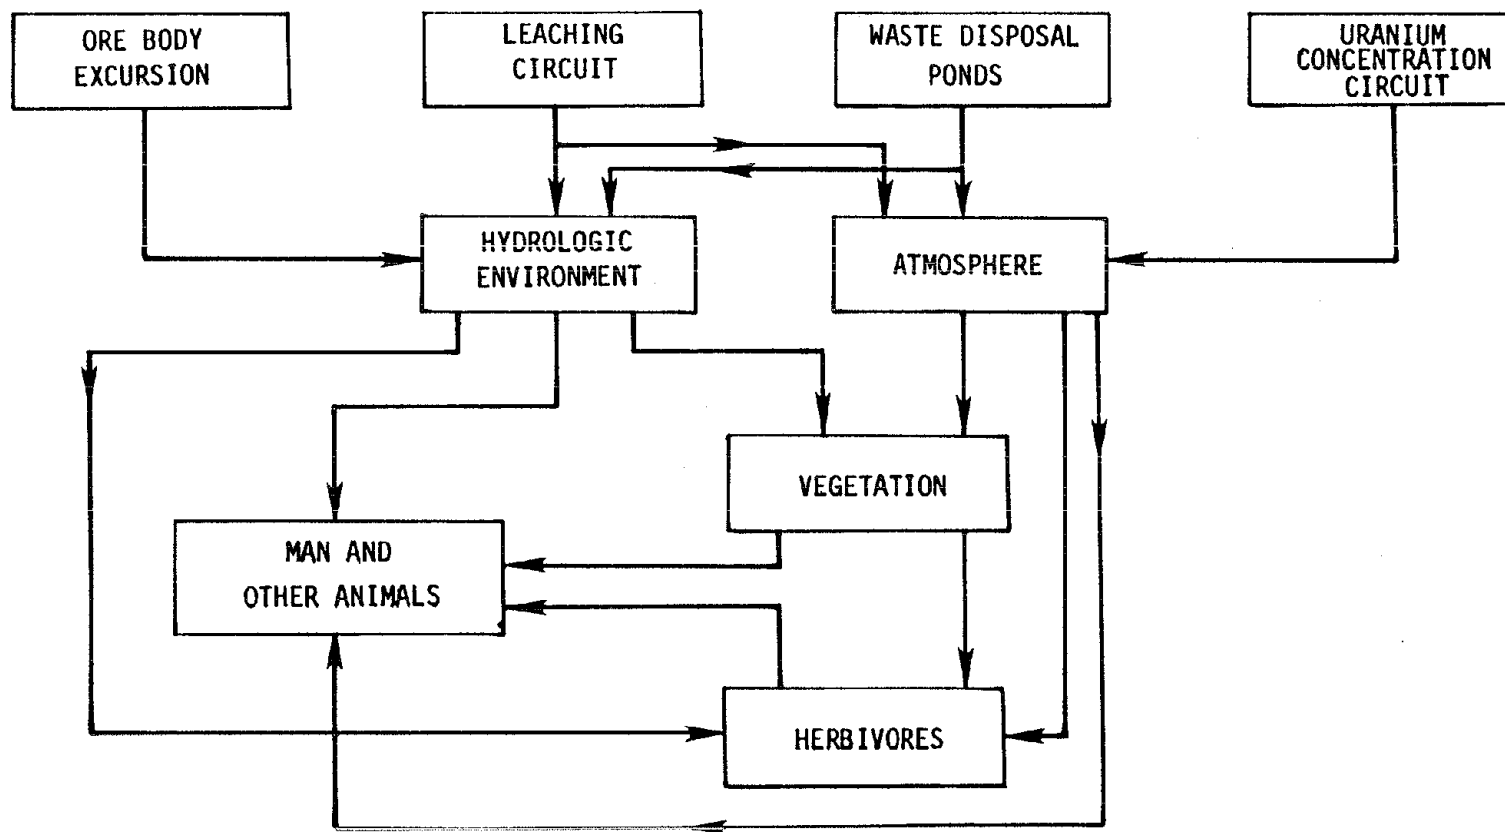 ORE BODY
EXCURSION
LEACHING
CIRCUIT
WASTE DISPOSAL
PONDS
URANIUM
CONCENTRATION
CIRCUIT
HYDROLOGIC
ENVIRONMENT
ATMOSPHERE
VEGETATION
MAN AND
OTHER ANIMALS
HERBIVORES